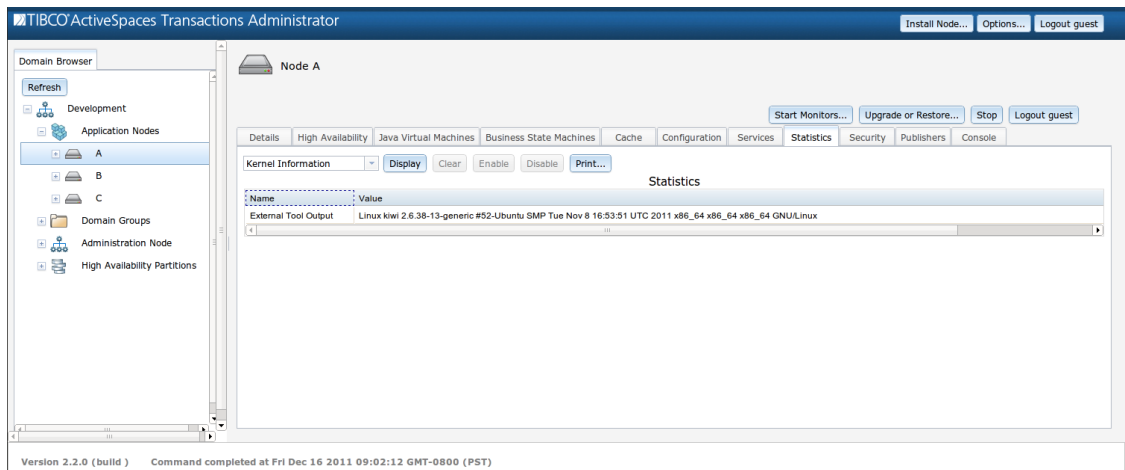 TIBCO® ActiveSpaces Transactions Administrator
Install Node... Options... Logout guest
Domain Browser
Refresh
Development
Application Nodes
A
B
C
Domain Groups
Administration Node
High Availability Partitions
Node A
Start Monitors... Upgrade or Restore... Stop Logout guest
Details High Availability Java Virtual Machines Business State Machines Cache Configuration Services Statistics Security Publishers Console
Kernel Information Display Clear Enable Disable Print...
Statistics
Name Value
External Tool Output Linux kiwi 2.6.38-13-generic #52-Ubuntu SMP Tue Nov 8 16:53:51 UTC 2011 x86_64 x86_64 x86_64 GNU/Linux
Version 2.2.0 (build ) Command completed at Fri Dec 16 2011 09:02:12 GMT-0800 (PST)